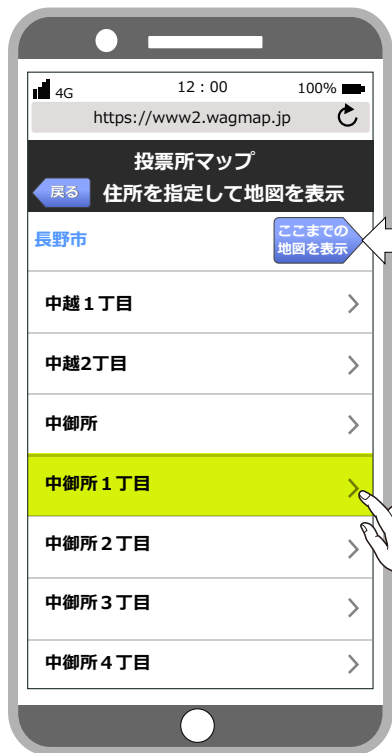 4G 12：00 100%
https://www2.wagmap.jp
投票所マップ
戻る 住所を指定して地図を表示
長野市
ここまでの
地図を表示
中越１丁目
中越2丁目
中御所
中御所１丁目
中御所２丁目
中御所３丁目
中御所４丁目